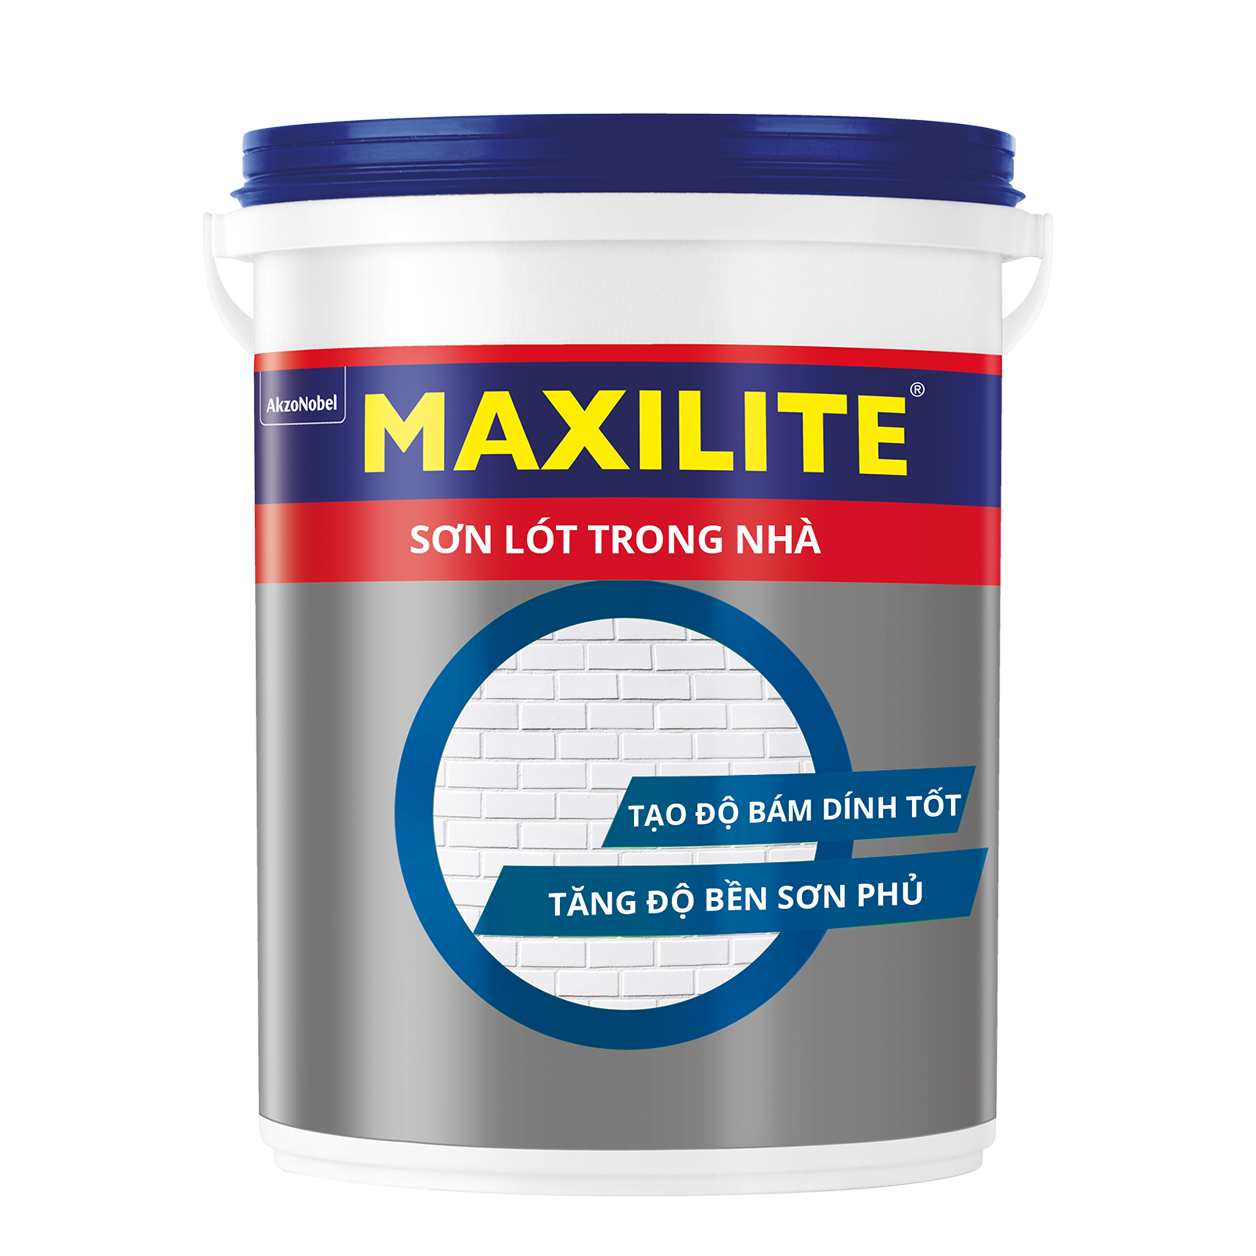 AkzoNobel
MAXILITE®
SƠN LÓT TRONG NHÀ
TẠO ĐỘ BÁM DÍNH TỐT
TĂNG ĐỘ BỀN SƠN PHỦ